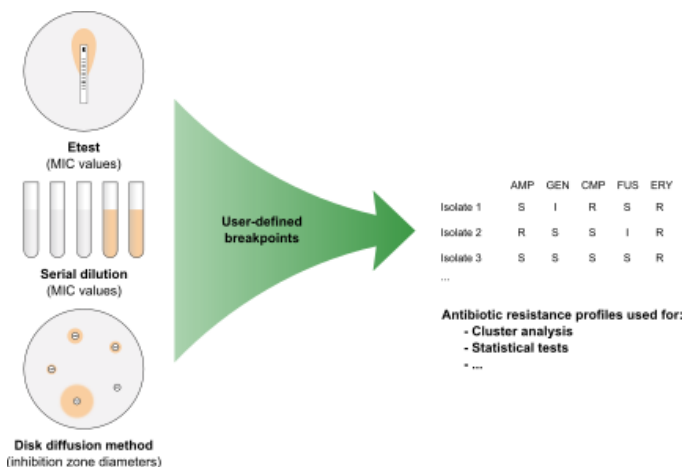 Etest
(MIC values)
Serial dilution
(MIC values)
Disk diffusion method
(inhibition zone diameters)
User-defined
breakpoints
AMP GEN CMP FUS ERY
Isolate 1 S I R S R
Isolate 2 R S S I R
Isolate 3 S S S S R
...
Antibiotic resistance profiles used for:
- Cluster analysis
- Statistical tests
- ...